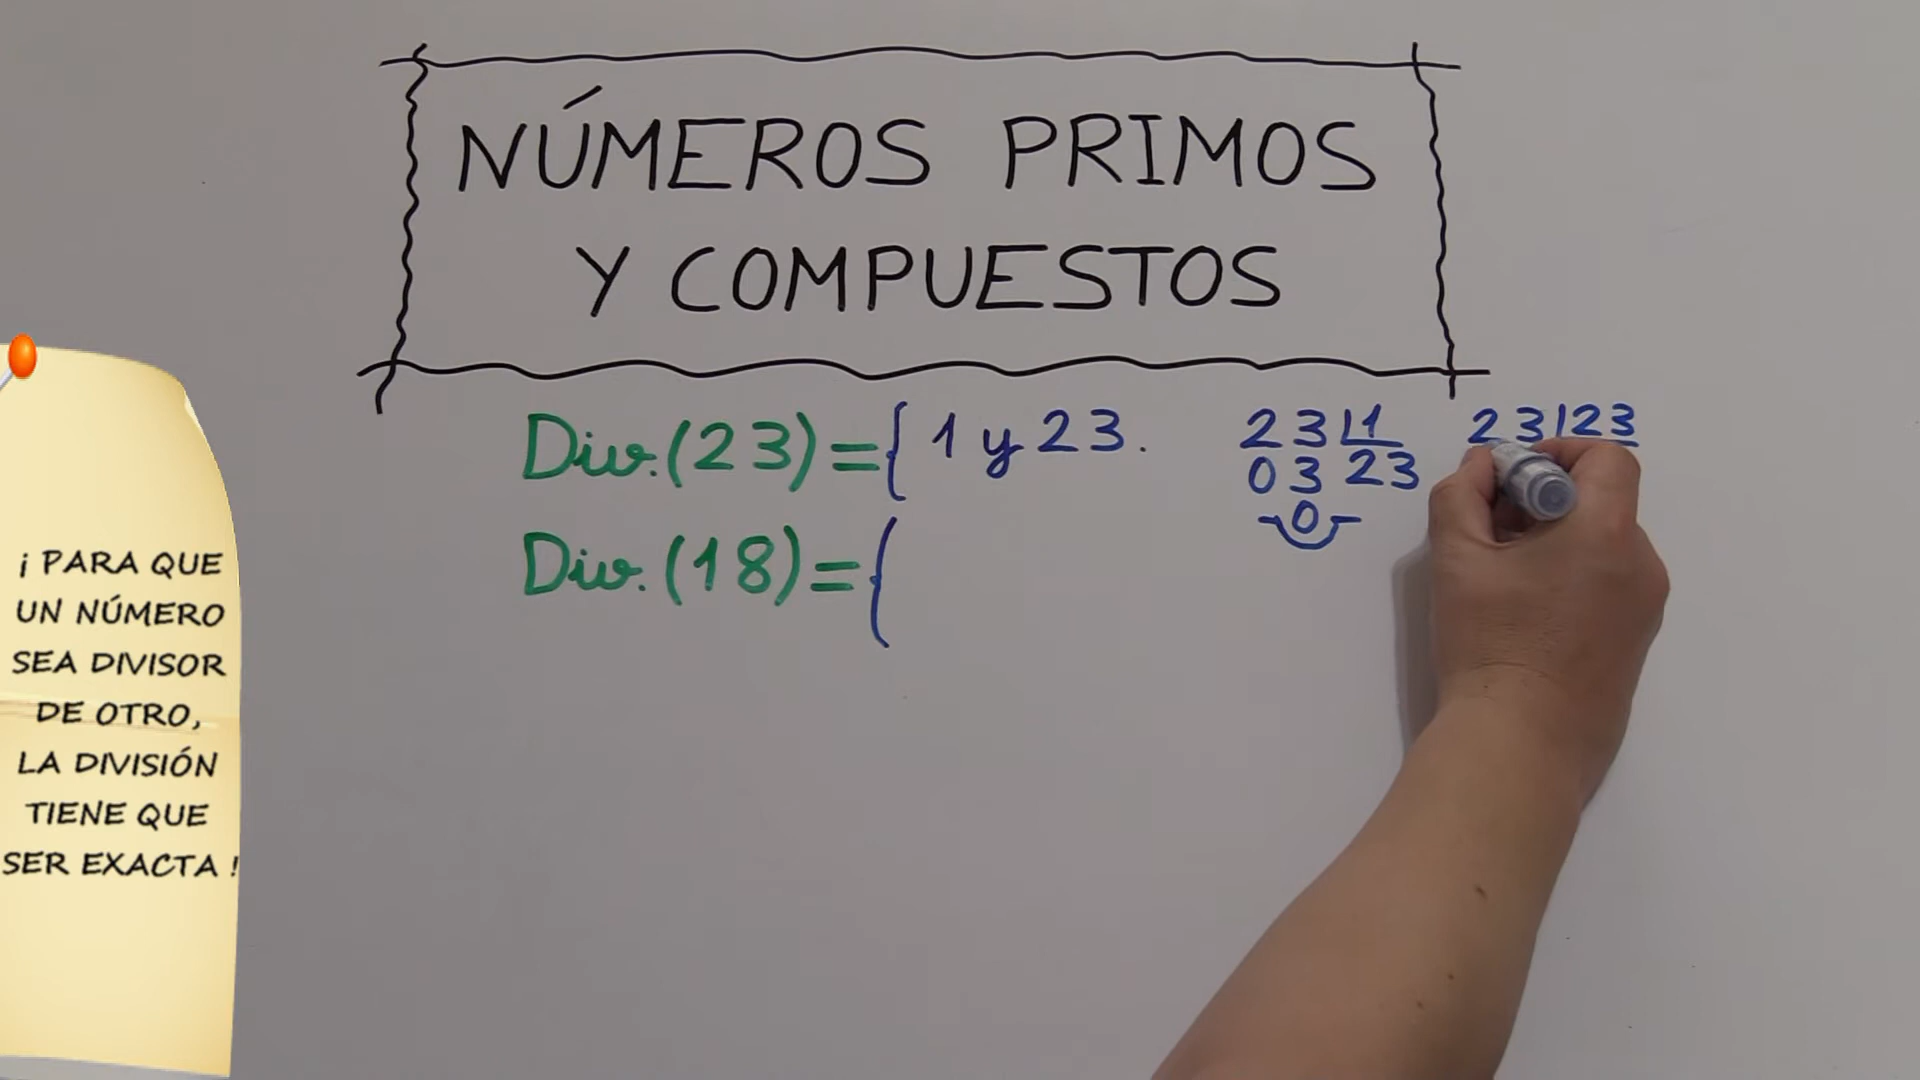 NÚMEROS PRIMOS
Y COMPUESTOS
Div.(23)={ 1 y 23.
Div.(18)={
23 1
03 23
0
23 23
¡ PARA QUE
UN NÚMERO
SEA DIVISOR
DE OTRO,
LA DIVISIÓN
TIENE QUE
SER EXACTA !